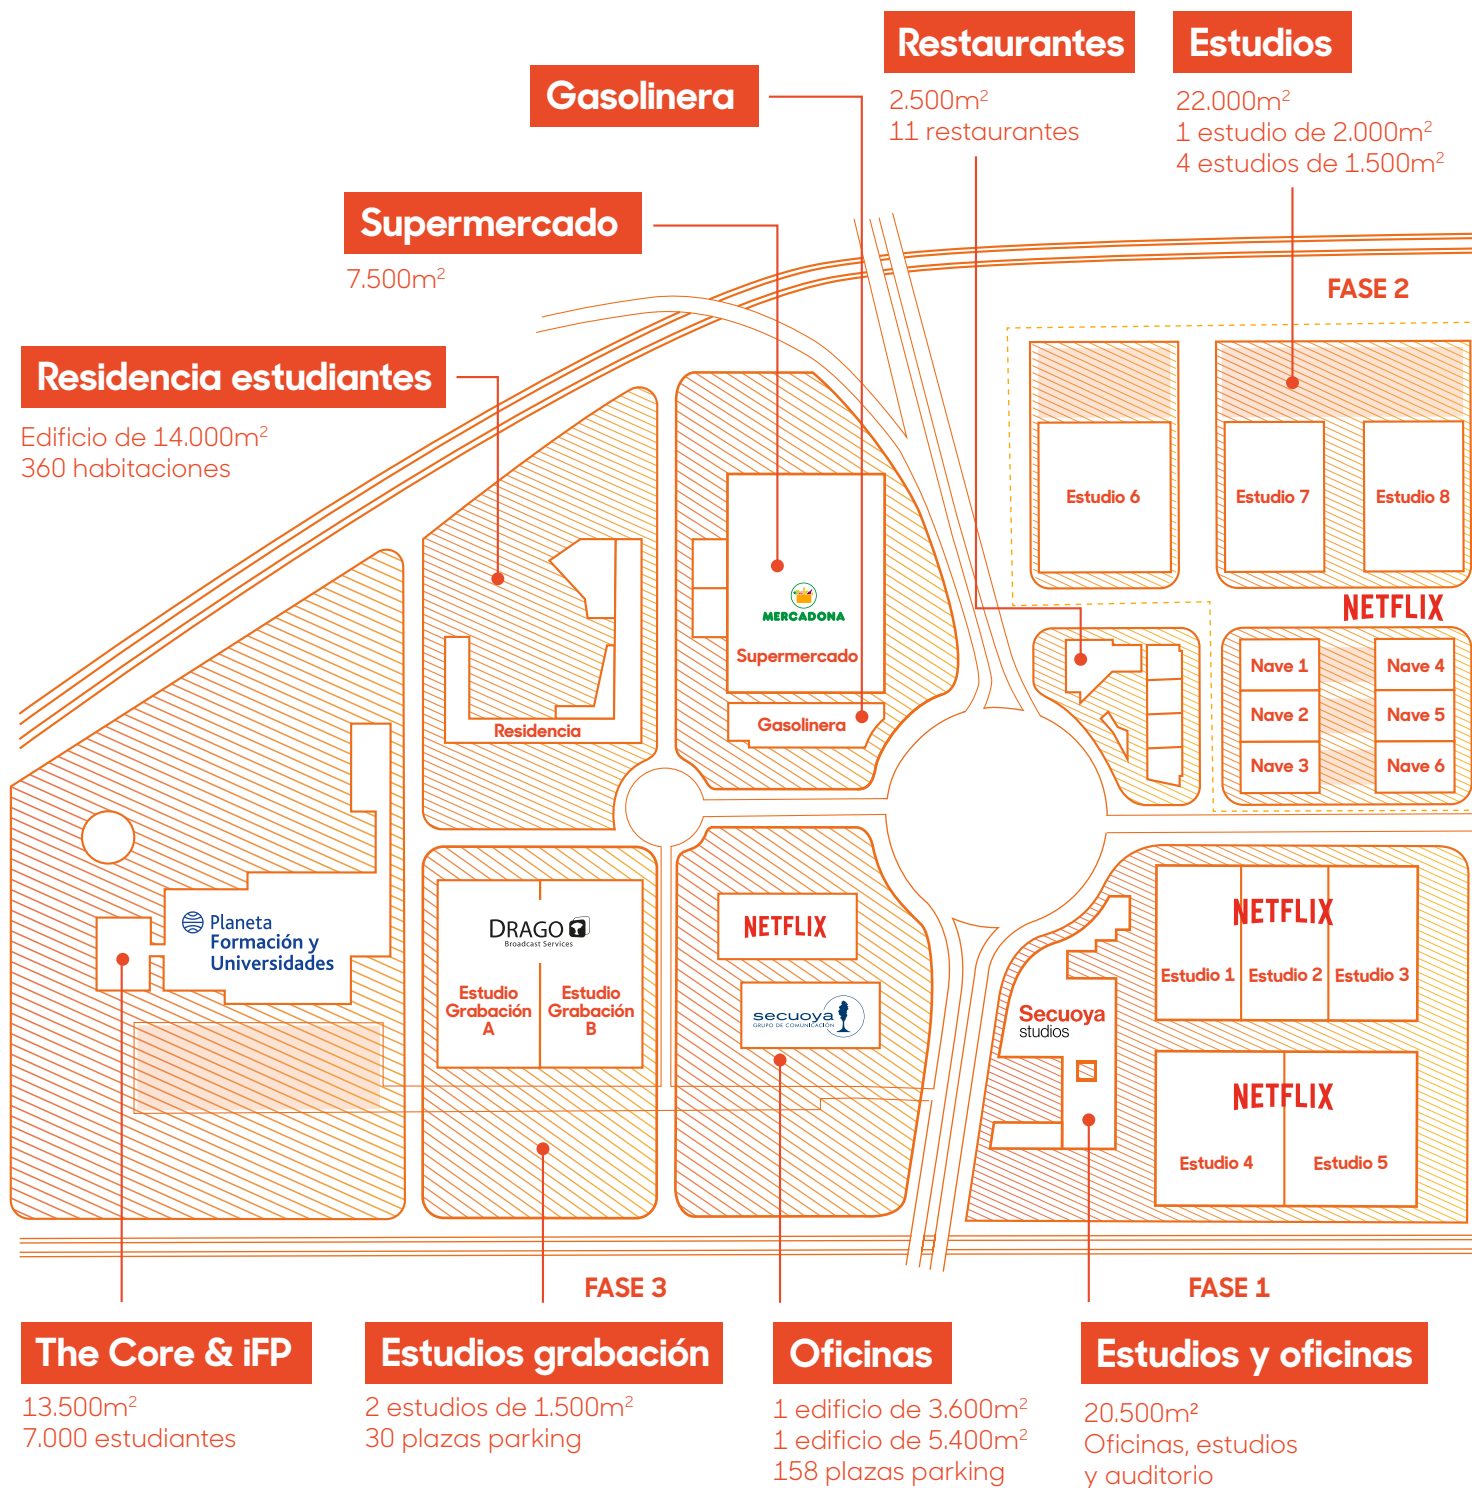 Restaurantes
2.500m²
11 restaurantes
Estudios
22.000m²
1 estudio de 2.000m²
4 estudios de 1.500m²
Gasolinera
Supermercado
7.500m²
FASE 2
Residencia estudiantes
Edificio de 14.000m²
360 habitaciones
Estudio 6
Estudio 7
Estudio 8
MERCADONA
Supermercado
Gasolinera
Residencia
NETFLIX
Nave 1
Nave 4
Nave 2
Nave 5
Nave 3
Nave 6
Planeta
Formación y
Universidades
DRAGO
Broadcast Services
Estudio
Grabación
A
Estudio
Grabación
B
NETFLIX
secuoya
GRUPO DE COMUNICACIÓN
Secuoya
studios
NETFLIX
Estudio 1
Estudio 2
Estudio 3
NETFLIX
Estudio 4
Estudio 5
FASE 3
FASE 1
The Core & iFP
13.500m²
7.000 estudiantes
Estudios grabación
2 estudios de 1.500m²
30 plazas parking
Oficinas
1 edificio de 3.600m²
1 edificio de 5.400m²
158 plazas parking
Estudios y oficinas
20.500m²
Oficinas, estudios
y auditorio